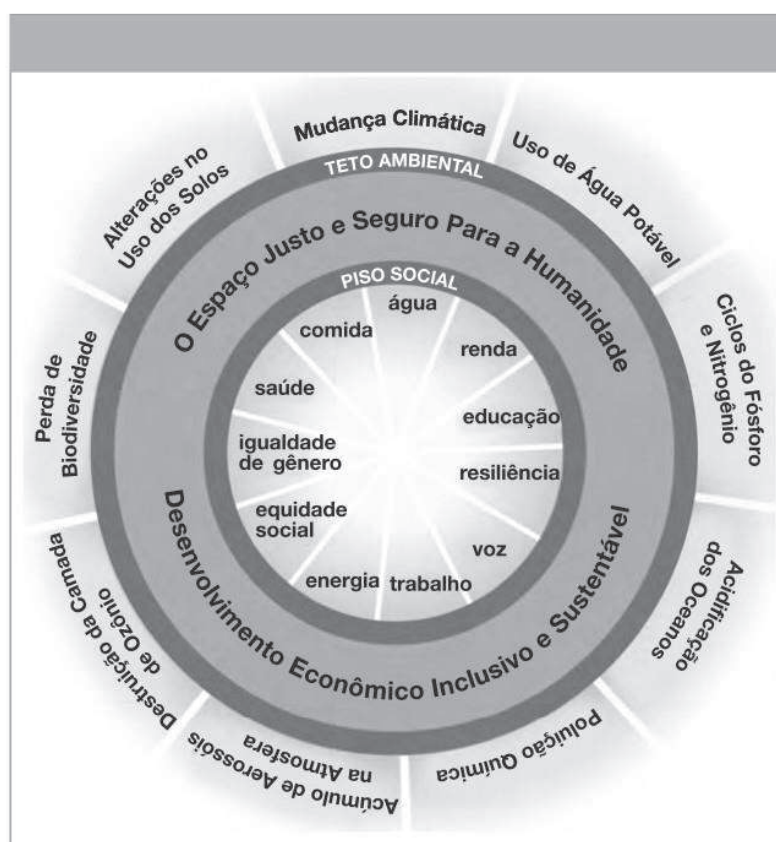 Mudança Climática
Uso de Água Potável
Ciclos do Fósforo
e Nitrogênio
Acidificação
dos Oceanos
Poluição Química
Acúmulo de Aerossóis
na Atmosfera
Destruição da Camada
de Ozônio
Perda de
Biodiversidade
Alterações no
Uso dos Solos
TETO AMBIENTAL
O Espaço Justo e Seguro Para a Humanidade
Desenvolvimento Econômico Inclusivo e Sustentável
PISO SOCIAL
água
renda
educação
resiliência
voz
trabalho
energia
equidade
social
igualdade
de gênero
saúde
comida